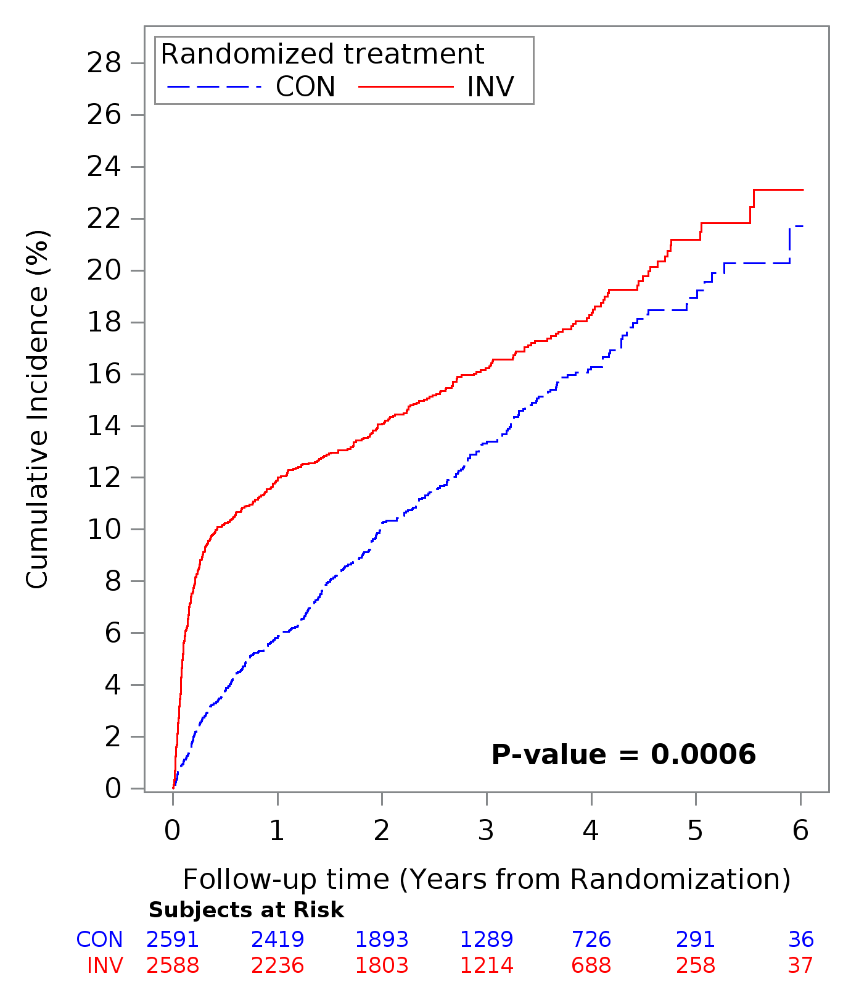 Randomized treatment
CON INV
28
26
24
22
20
18
16
14
12
10
8
6
4
2
0
Cumulative Incidence (%)
P-value = 0.0006
0 1 2 3 4 5 6
Follow-up time (Years from Randomization)
Subjects at Risk
CON 2591 2419 1893 1289 726 291 36
INV 2588 2236 1803 1214 688 258 37